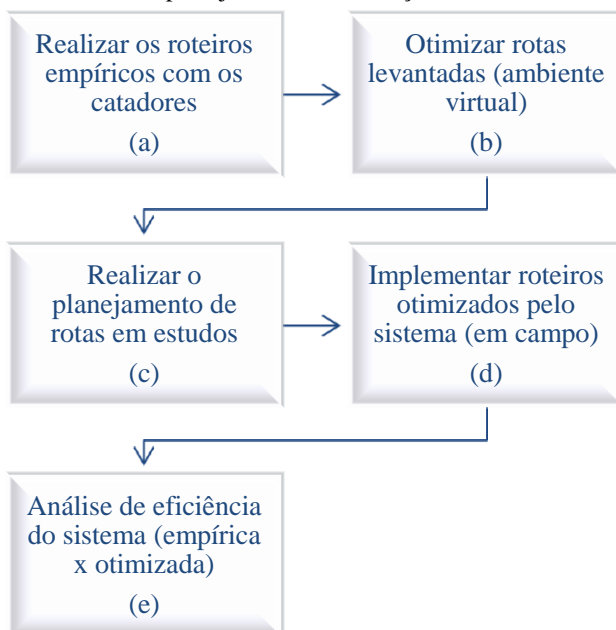 Realizar os roteiros
empíricos com os
catadores
(a)
Otimizar rotas
levantadas (ambiente
virtual)
(b)
Realizar o
planejamento de
rotas em estudos
(c)
Implementar roteiros
otimizados pelo
sistema (em campo)
(d)
Análise de eficiência
do sistema (empírica
x otimizada)
(e)